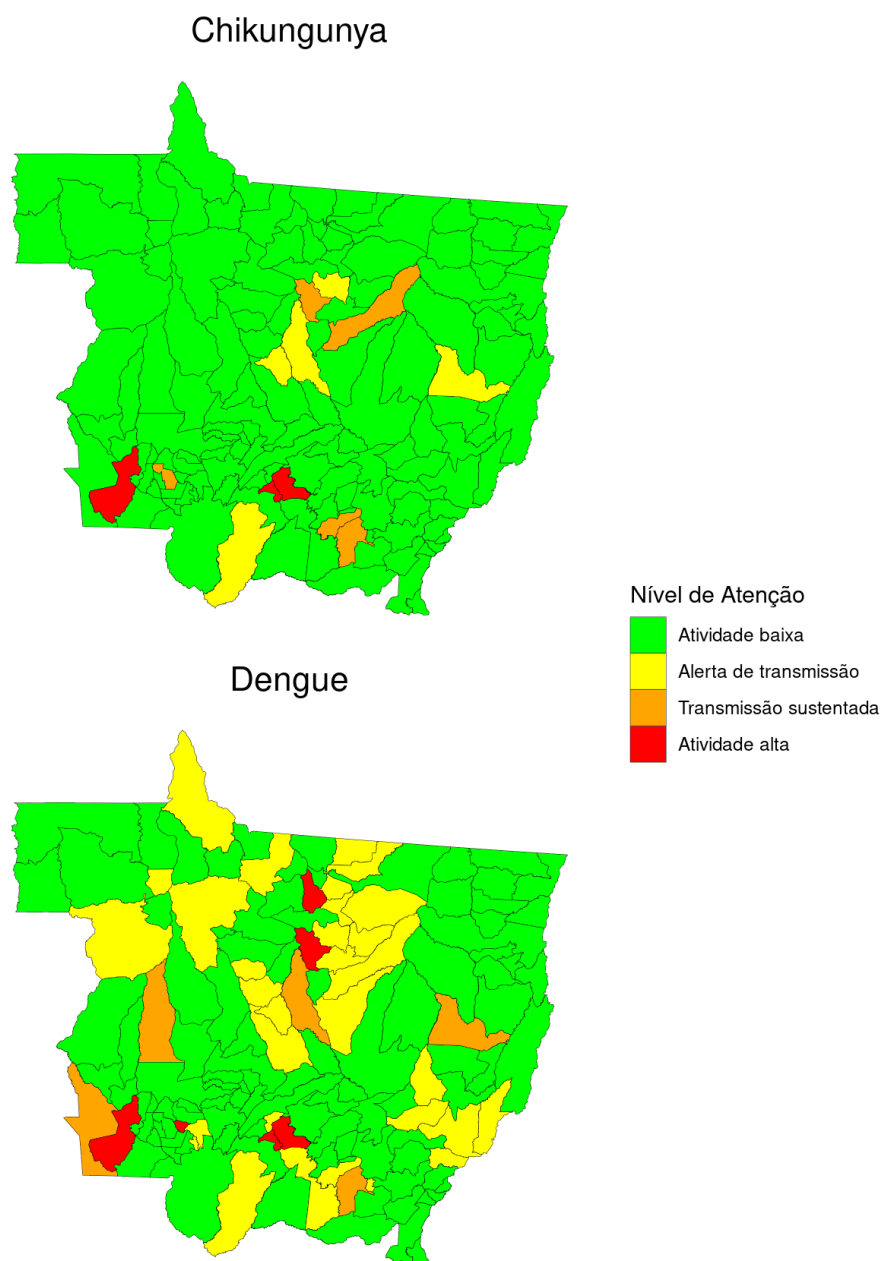 Chikungunya
Nível de Atenção
Atividade baixa
Alerta de transmissão
Transmissão sustentada
Atividade alta
Dengue